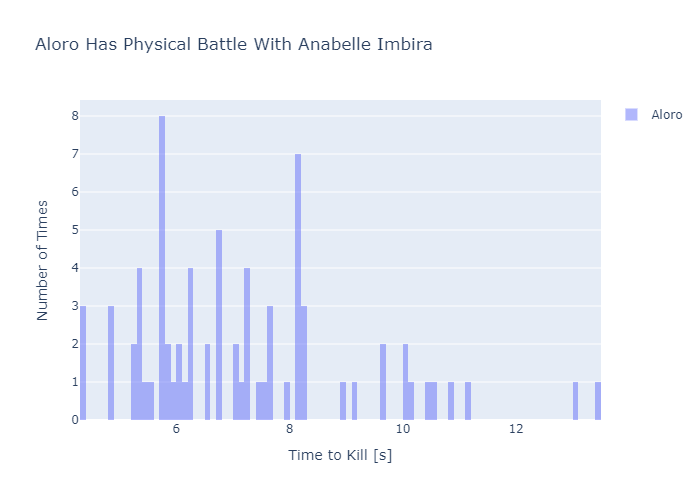 Aloro Has Physical Battle With Anabelle Imbira
Aloro
8
7
6
5
4
3
2
1
0
Number of Times
6 8 10 12
Time to Kill [s]